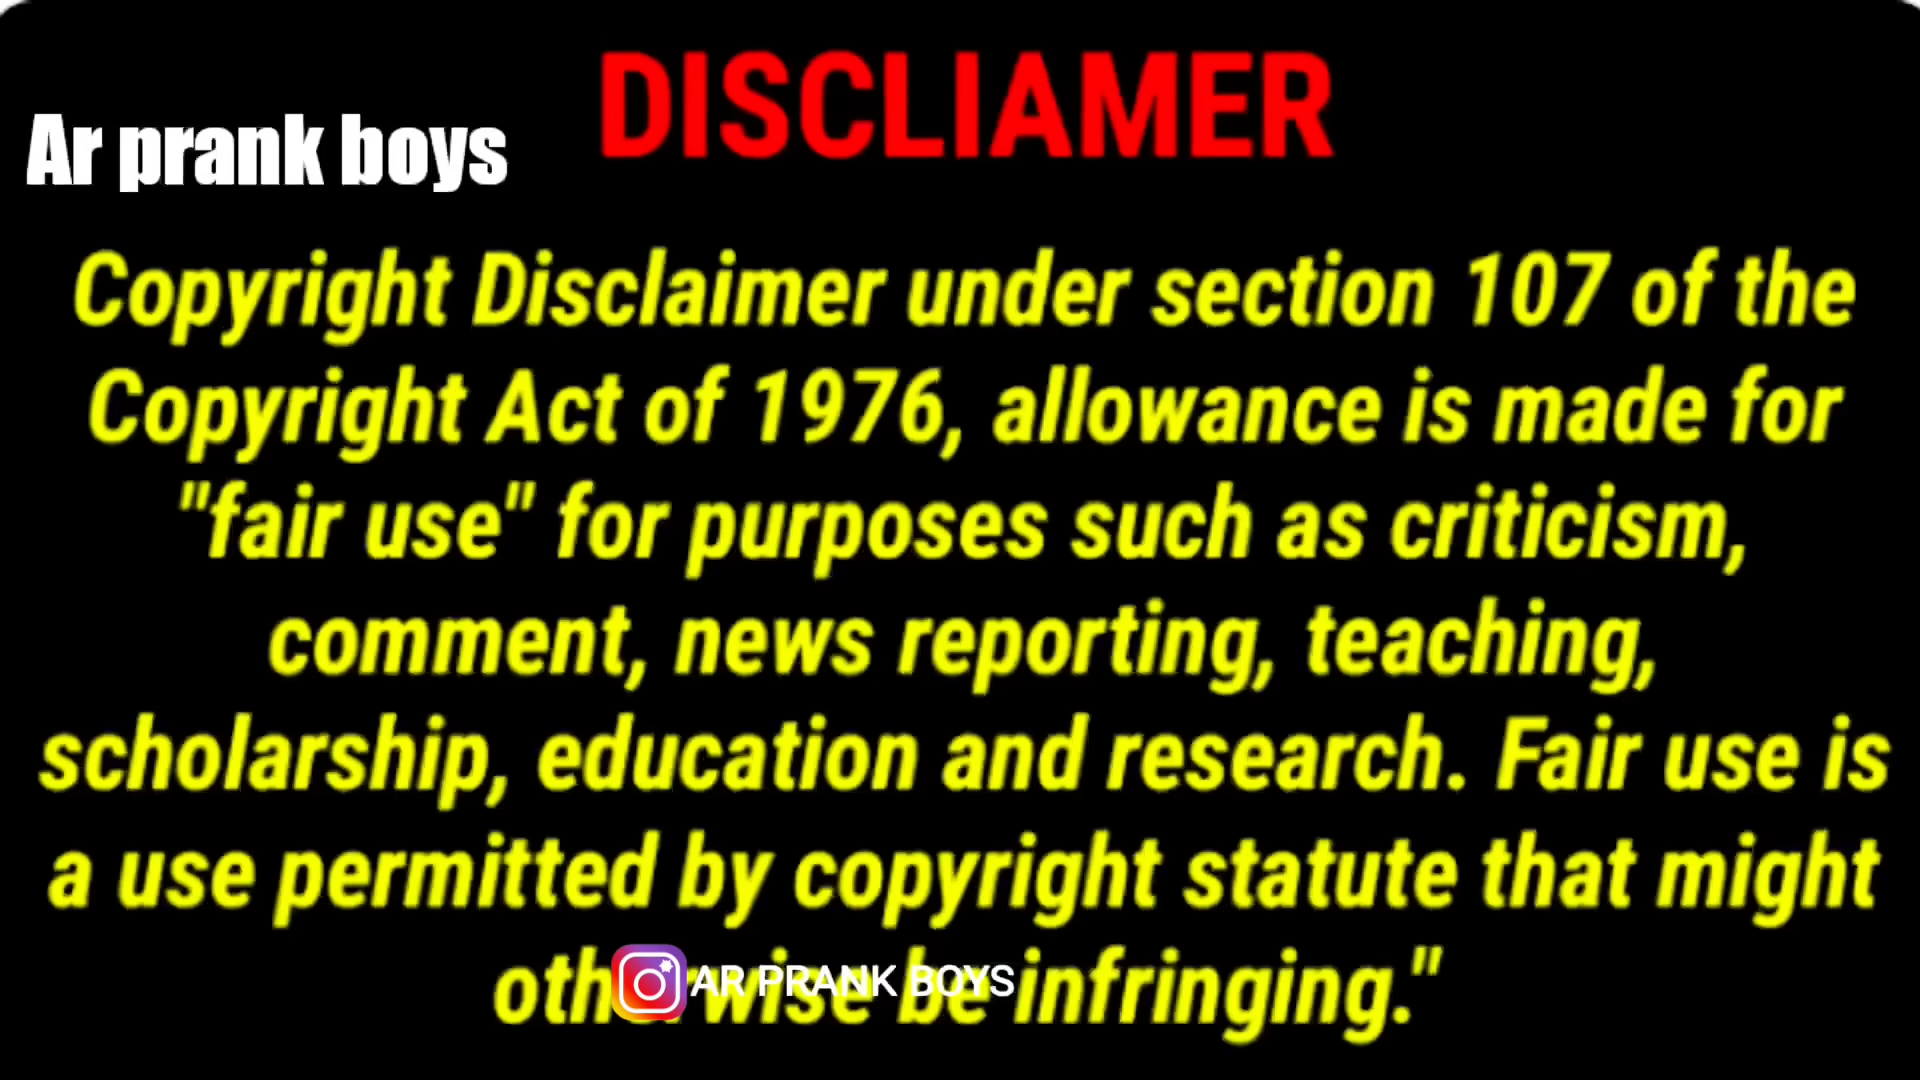 DISCLIAMER
Ar prank boys
Copyright Disclaimer under section 107 of the
Copyright Act of 1976, allowance is made for
"fair use" for purposes such as criticism,
comment, news reporting, teaching,
scholarship, education and research. Fair use is
a use permitted by copyright statute that might
otherwise be infringing."
AR PRANK BOYS